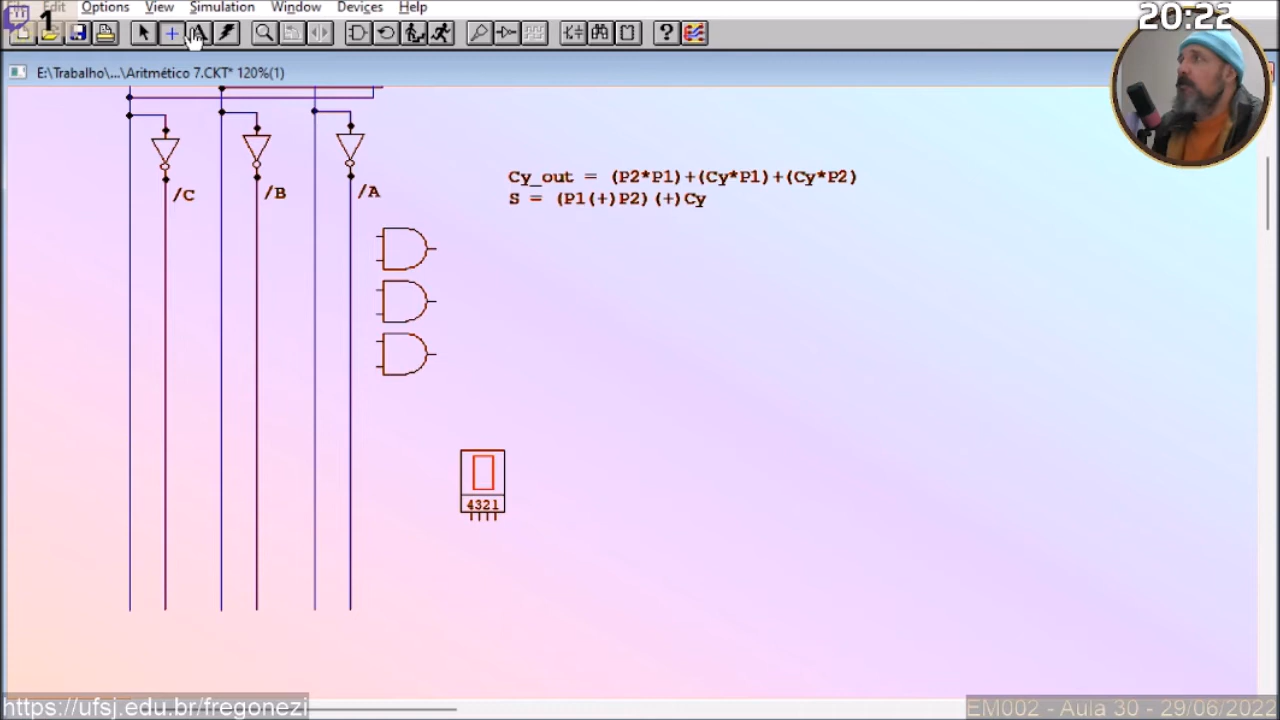 1
Edit Options View Simulation Window Devices Help
20:22
A
?
E:\Trabalho\...\Aritmético 7.CKT* 120%(1)
/C /B /A
Cy_out = (P2*P1)+(Cy*P1)+(Cy*P2)
S = (P1(+)P2)(+)Cy
4321
https://ufsj.edu.br/fregonezi
EM002 - Aula 30 - 29/06/2022